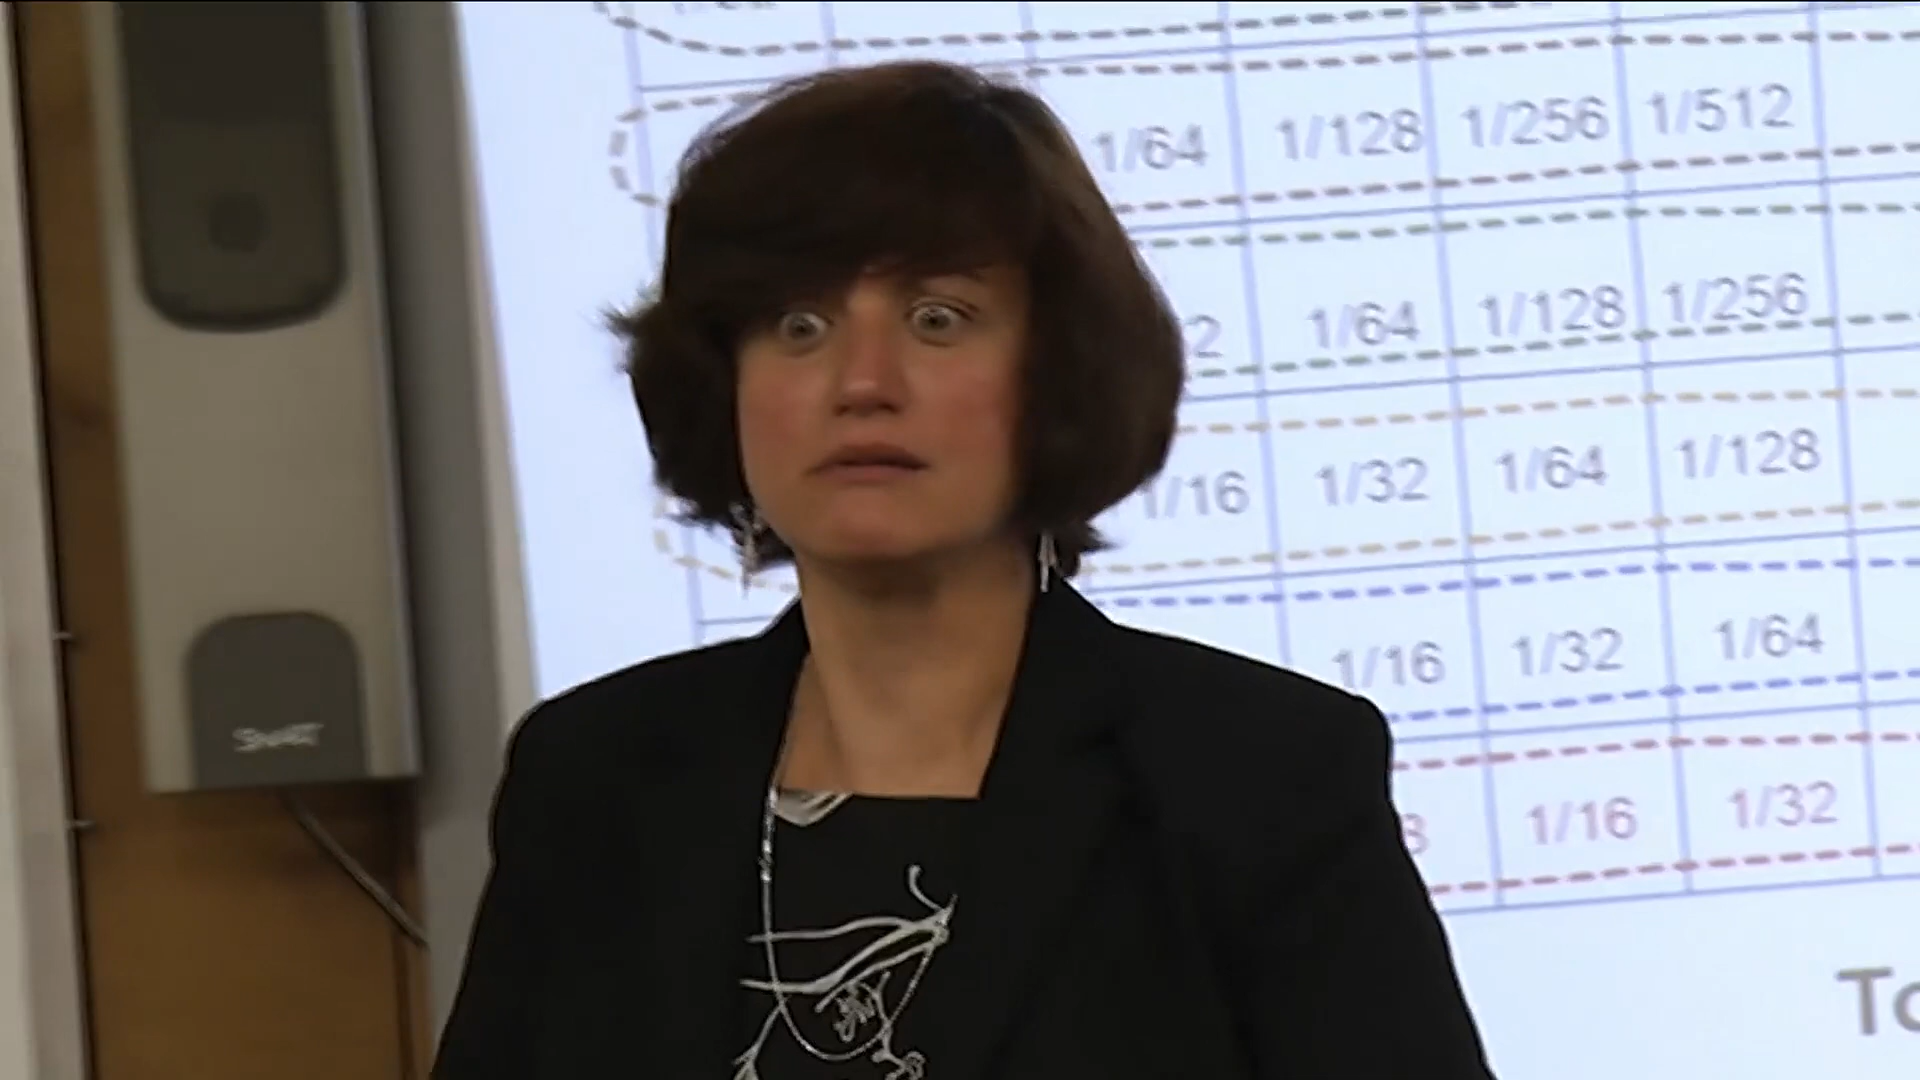 1/64 1/128 1/256 1/512
1/64 1/128 1/256
1/16 1/32 1/64 1/128
1/16 1/32 1/64
1/16 1/32
SMART